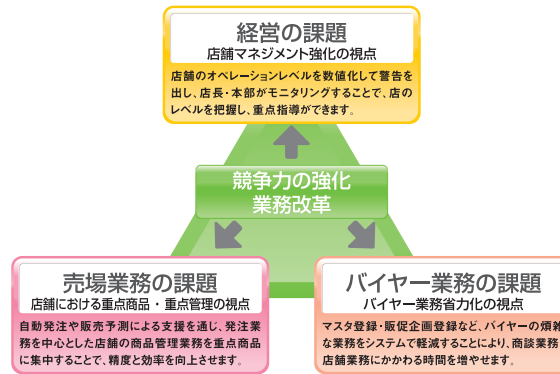 経営の課題
店舗マネジメント強化の視点
店舗のオペレーションレベルを数値化して警告を
出し、店長・本部がモニタリングすることで、店の
レベルを把握し、重点指導ができます。
競争力の強化
業務改革
売場業務の課題
店舗における重点商品・重点管理の視点
自動発注や販売予測による支援を通じ、発注業
務を中心とした店舗の商品管理業務を重点商品
に集中することで、精度と効率を向上させます。
バイヤー業務の課題
バイヤー業務省力化の視点
マスタ登録・販促企画登録など、バイヤーの煩雑
な業務をシステムで軽減することにより、商談業務
店舗業務にかかわる時間を増やせます。